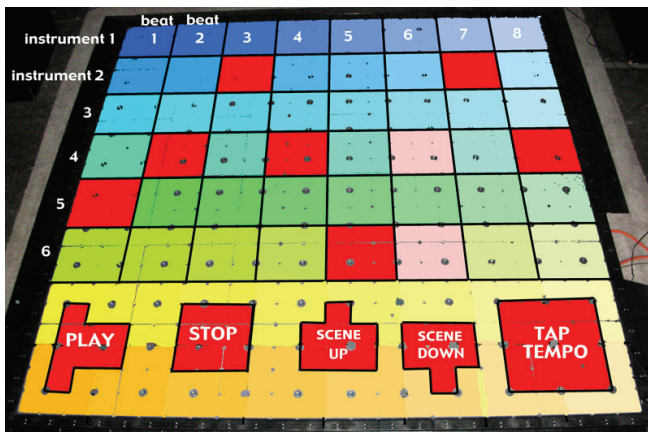 beat beat
instrument 1 1 2 3 4 5 6 7 8
instrument 2
3
4
5
6
PLAY STOP SCENE UP SCENE DOWN TAP TEMPO